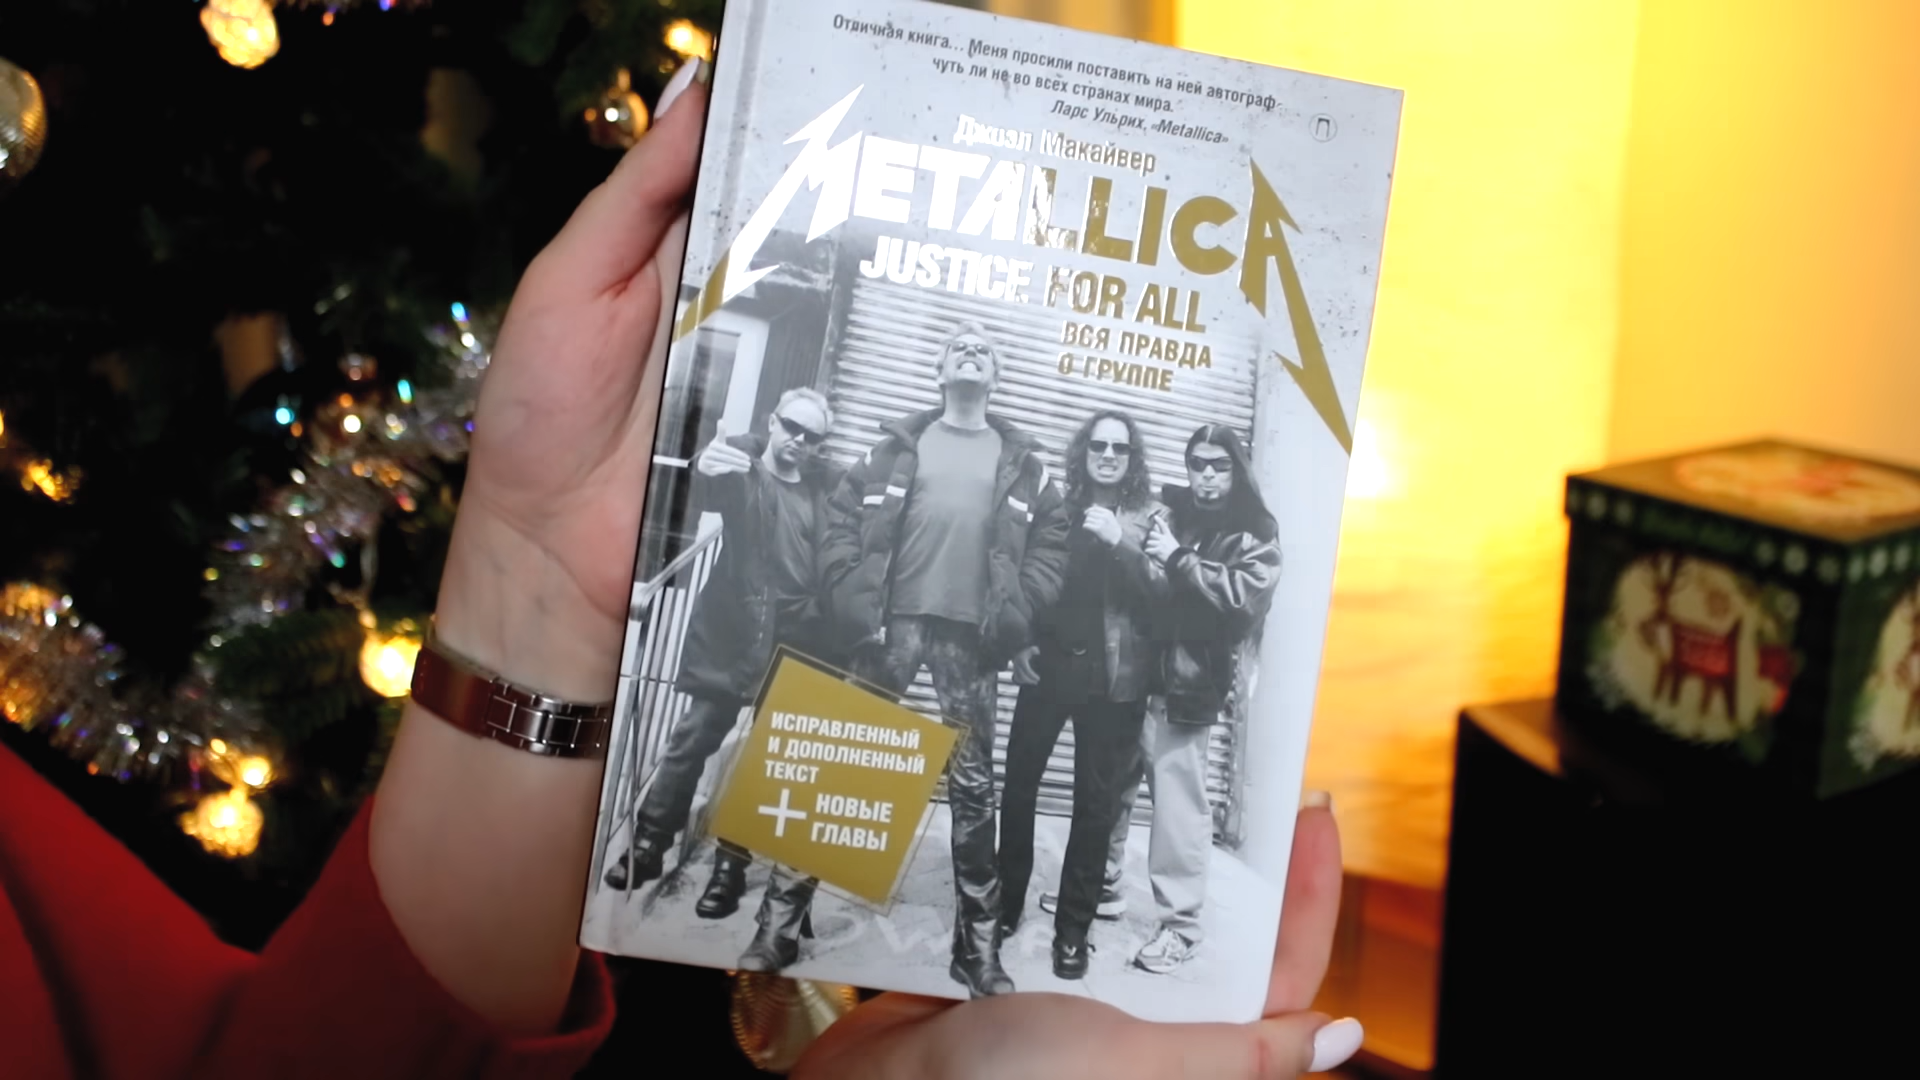 Отличная книга... Меня просили поставить на ней автограф
чуть ли не во всех странах мира.
Ларс Ульрих, «Metallica»
П
Джоэл Макайвер
METALLICA
JUSTICE FOR ALL
ВСЯ ПРАВДА
О ГРУППЕ
ИСПРАВЛЕННЫЙ
И ДОПОЛНЕННЫЙ
ТЕКСТ
+ НОВЫЕ
ГЛАВЫ